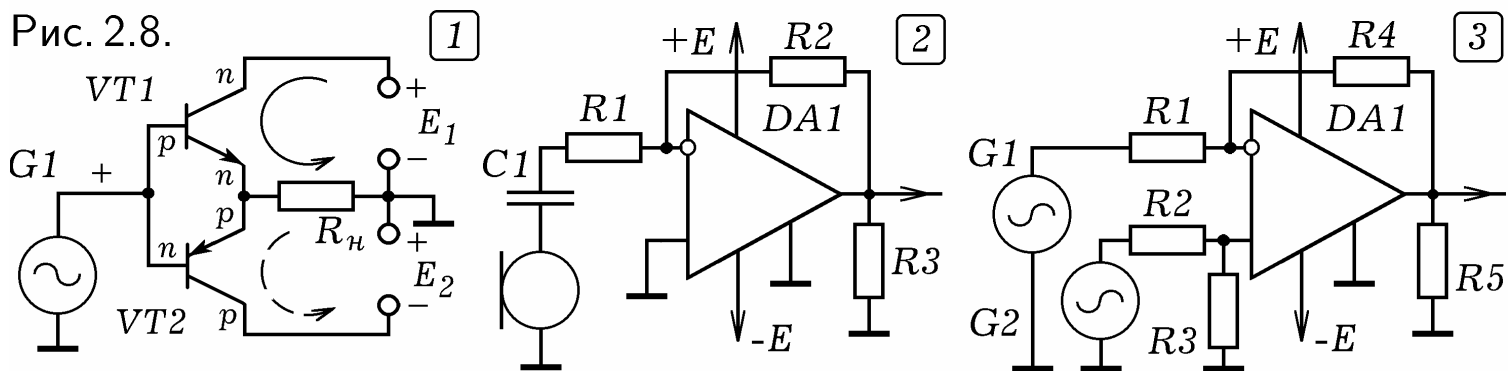 Рис. 2.8.
1
VT1
n
p
n
G1
+
p
n
p
VT2
Rн
+
E1
−
+
E2
−
2
+E
R2
R1
DA1
C1
R3
-E
3
+E
R4
R1
DA1
G1
R2
G2
R3
R5
-E